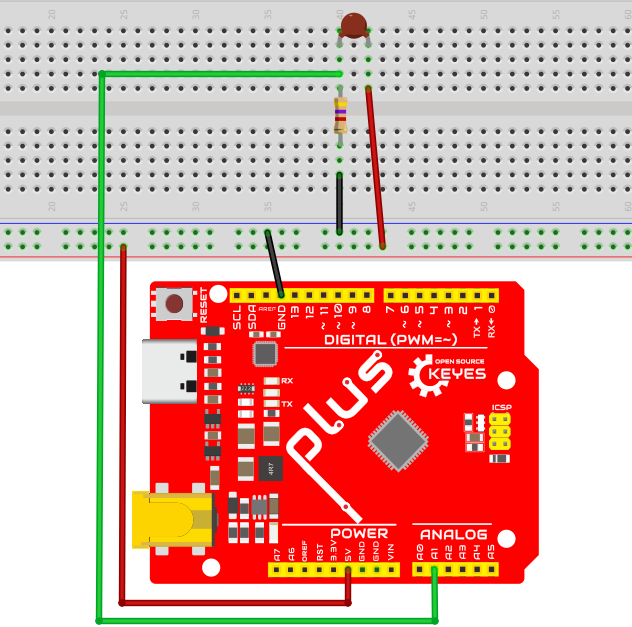 20 25 30 35 40 45 50 55 60
20 25 30 35 40 45 50 55 60
RESET
SCL SDA AREF GND 13 12 ~11 ~10 ~9 8 7 ~6 ~5 4 ~3 2 TX→1 RX←0
DIGITAL (PWM=~)
OPEN SOURCE
KEYES
RX
TX
plus
ICSP
4R7
POWER
ANALOG
A7 A6 OREF RST 3.3V 5V GND GND VIN A0 A1 A2 A3 A4 A5